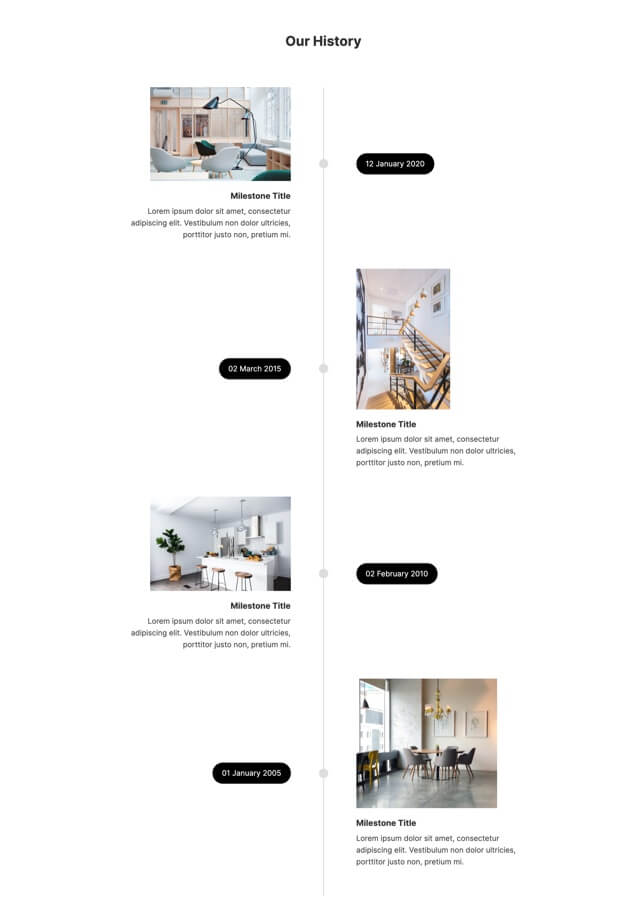 Our History
12 January 2020
Milestone Title
Lorem ipsum dolor sit amet, consectetur
adipiscing elit. Vestibulum non dolor ultricies,
porttitor justo non, pretium mi.
02 March 2015
Milestone Title
Lorem ipsum dolor sit amet, consectetur
adipiscing elit. Vestibulum non dolor ultricies,
porttitor justo non, pretium mi.
02 February 2010
Milestone Title
Lorem ipsum dolor sit amet, consectetur
adipiscing elit. Vestibulum non dolor ultricies,
porttitor justo non, pretium mi.
01 January 2005
Milestone Title
Lorem ipsum dolor sit amet, consectetur
adipiscing elit. Vestibulum non dolor ultricies,
porttitor justo non, pretium mi.